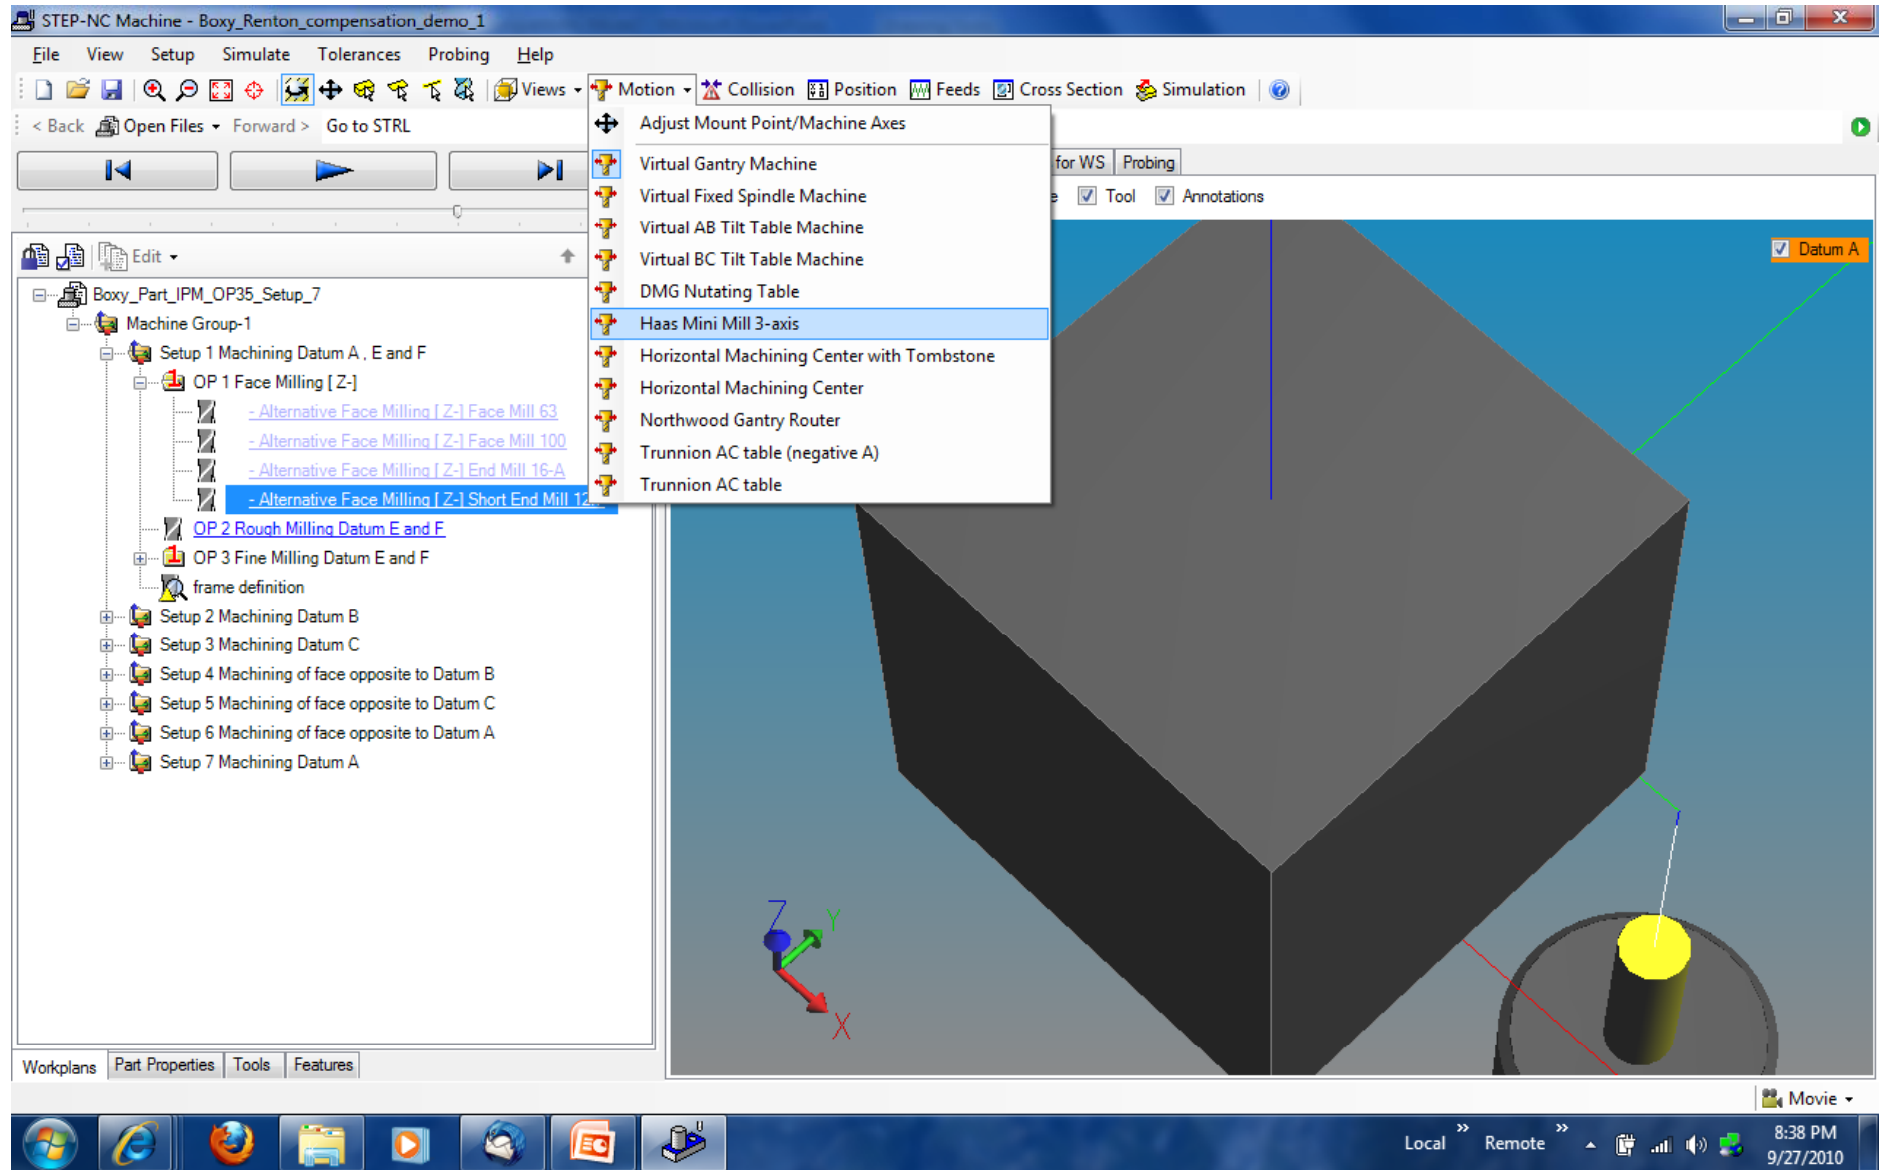 STEP-NC Machine - Boxy_Renton_compensation_demo_1
File View Setup Simulate Tolerances Probing Help
Views Motion Collision Position Feeds Cross Section Simulation
< Back Open Files Forward > Go to STRL
Adjust Mount Point/Machine Axes
Virtual Gantry Machine
Virtual Fixed Spindle Machine
Virtual AB Tilt Table Machine
Virtual BC Tilt Table Machine
DMG Nutating Table
Haas Mini Mill 3-axis
Horizontal Machining Center with Tombstone
Horizontal Machining Center
Northwood Gantry Router
Trunnion AC table (negative A)
Trunnion AC table
for WS Probing
Tool Annotations
Datum A
Edit
Boxy_Part_IPM_OP35_Setup_7
Machine Group-1
Setup 1 Machining Datum A , E and F
OP 1 Face Milling [ Z-]
- Alternative Face Milling [ Z-] Face Mill 63
- Alternative Face Milling [ Z-] Face Mill 100
- Alternative Face Milling [ Z-] End Mill 16-A
- Alternative Face Milling [ Z-] Short End Mill 12
OP 2 Rough Milling Datum E and F
OP 3 Fine Milling Datum E and F
frame definition
Setup 2 Machining Datum B
Setup 3 Machining Datum C
Setup 4 Machining of face opposite to Datum B
Setup 5 Machining of face opposite to Datum C
Setup 6 Machining of face opposite to Datum A
Setup 7 Machining Datum A
Z
Y
X
Workplans Part Properties Tools Features
Movie
Local » Remote »
8:38 PM
9/27/2010